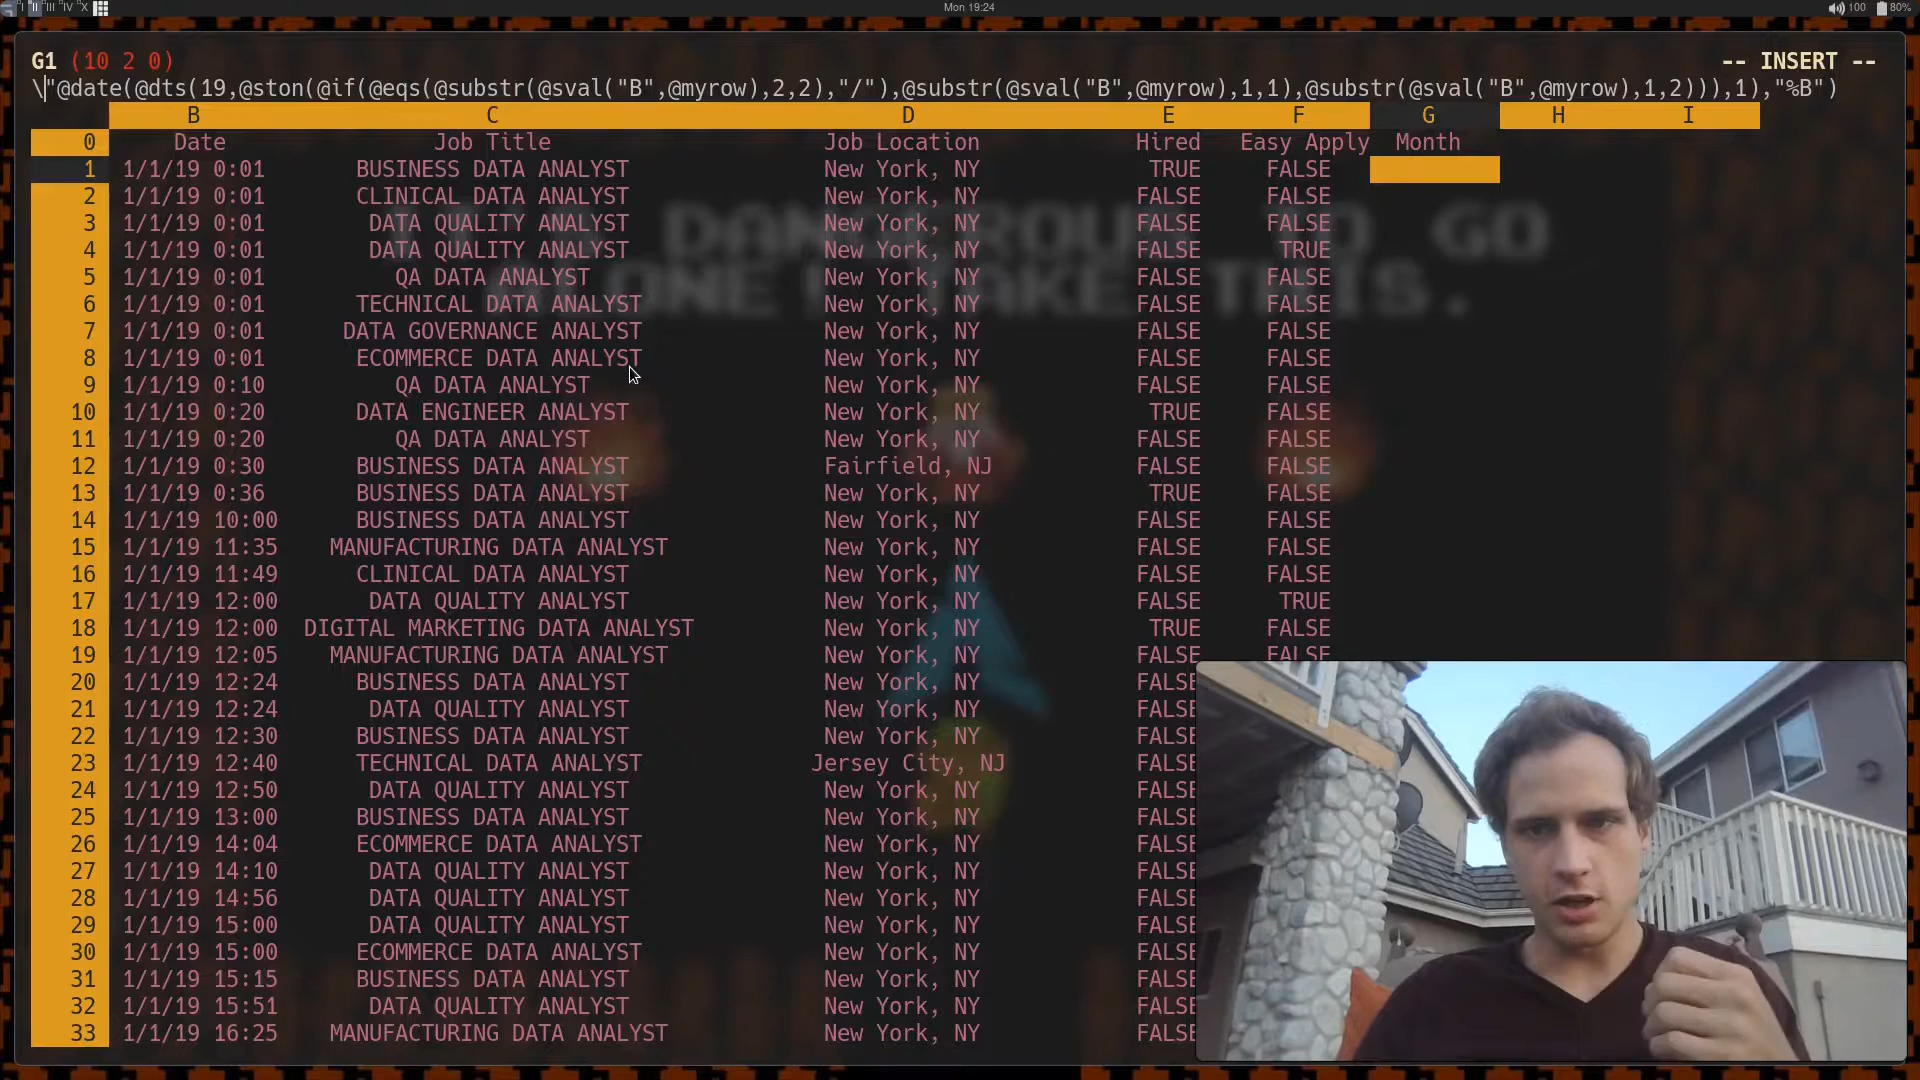 I II III IV X Mon 19:24 100 80%
G1 (10 2 0) -- INSERT --
\"@date(@dts(19,@ston(@if(@eqs(@substr(@sval("B",@myrow),2,2),"/"),@substr(@sval("B",@myrow),1,1),@substr(@sval("B",@myrow),1,2))),1),"%B")
B C D E F G H I
0 Date Job Title Job Location Hired Easy Apply Month
1 1/1/19 0:01 BUSINESS DATA ANALYST New York, NY TRUE FALSE
2 1/1/19 0:01 CLINICAL DATA ANALYST New York, NY FALSE FALSE
3 1/1/19 0:01 DATA QUALITY ANALYST New York, NY FALSE FALSE
4 1/1/19 0:01 DATA QUALITY ANALYST New York, NY FALSE TRUE
5 1/1/19 0:01 QA DATA ANALYST New York, NY FALSE FALSE
6 1/1/19 0:01 TECHNICAL DATA ANALYST New York, NY FALSE FALSE
7 1/1/19 0:01 DATA GOVERNANCE ANALYST New York, NY FALSE FALSE
8 1/1/19 0:01 ECOMMERCE DATA ANALYST New York, NY FALSE FALSE
9 1/1/19 0:10 QA DATA ANALYST New York, NY FALSE FALSE
10 1/1/19 0:20 DATA ENGINEER ANALYST New York, NY TRUE FALSE
11 1/1/19 0:20 QA DATA ANALYST New York, NY FALSE FALSE
12 1/1/19 0:30 BUSINESS DATA ANALYST Fairfield, NJ FALSE FALSE
13 1/1/19 0:36 BUSINESS DATA ANALYST New York, NY TRUE FALSE
14 1/1/19 10:00 BUSINESS DATA ANALYST New York, NY FALSE FALSE
15 1/1/19 11:35 MANUFACTURING DATA ANALYST New York, NY FALSE FALSE
16 1/1/19 11:49 CLINICAL DATA ANALYST New York, NY FALSE FALSE
17 1/1/19 12:00 DATA QUALITY ANALYST New York, NY FALSE TRUE
18 1/1/19 12:00 DIGITAL MARKETING DATA ANALYST New York, NY TRUE FALSE
19 1/1/19 12:05 MANUFACTURING DATA ANALYST New York, NY FALSE FALSE
20 1/1/19 12:24 BUSINESS DATA ANALYST New York, NY FALSE
21 1/1/19 12:24 DATA QUALITY ANALYST New York, NY FALSE
22 1/1/19 12:30 BUSINESS DATA ANALYST New York, NY FALSE
23 1/1/19 12:40 TECHNICAL DATA ANALYST Jersey City, NJ FALSE
24 1/1/19 12:50 DATA QUALITY ANALYST New York, NY FALSE
25 1/1/19 13:00 BUSINESS DATA ANALYST New York, NY FALSE
26 1/1/19 14:04 ECOMMERCE DATA ANALYST New York, NY FALSE
27 1/1/19 14:10 DATA QUALITY ANALYST New York, NY FALSE
28 1/1/19 14:56 DATA QUALITY ANALYST New York, NY FALSE
29 1/1/19 15:00 DATA QUALITY ANALYST New York, NY FALSE
30 1/1/19 15:00 ECOMMERCE DATA ANALYST New York, NY FALSE
31 1/1/19 15:15 BUSINESS DATA ANALYST New York, NY FALSE
32 1/1/19 15:51 DATA QUALITY ANALYST New York, NY FALSE
33 1/1/19 16:25 MANUFACTURING DATA ANALYST New York, NY FALSE